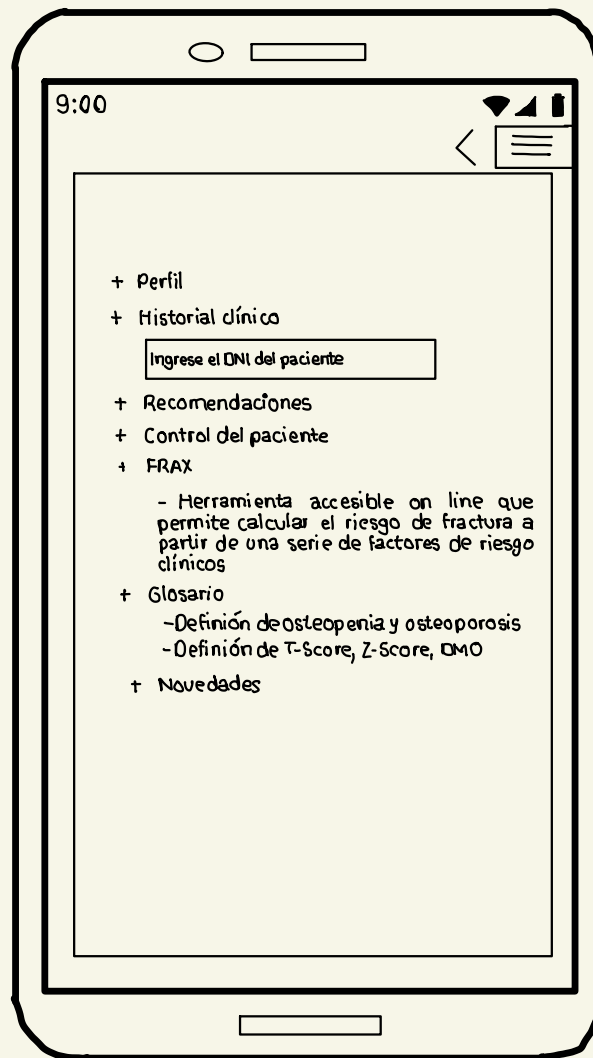 9:00
+ Perfil
+ Historial clínico
Ingrese el DNI del paciente
+ Recomendaciones
+ Control del paciente
+ FRAX
- Herramienta accesible on line que
permite calcular el riesgo de fractura a
partir de una serie de factores de riesgo
clínicos
+ Glosario
-Definión de osteopenia y osteoporosis
-Definión de T-Score, Z-Score, DMO
+ Novedades